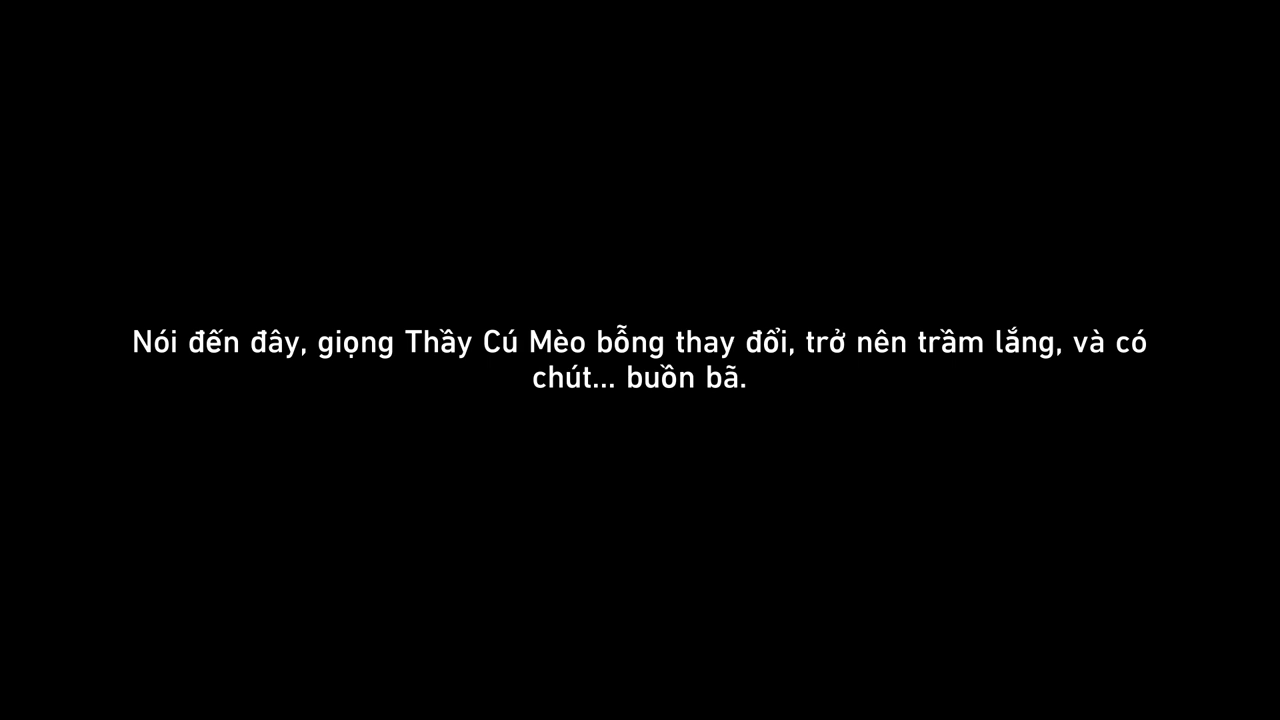 Nói đến đây, giọng Thầy Cú Mèo bỗng thay đổi, trở nên trầm lắng, và có
chút... buồn bã.